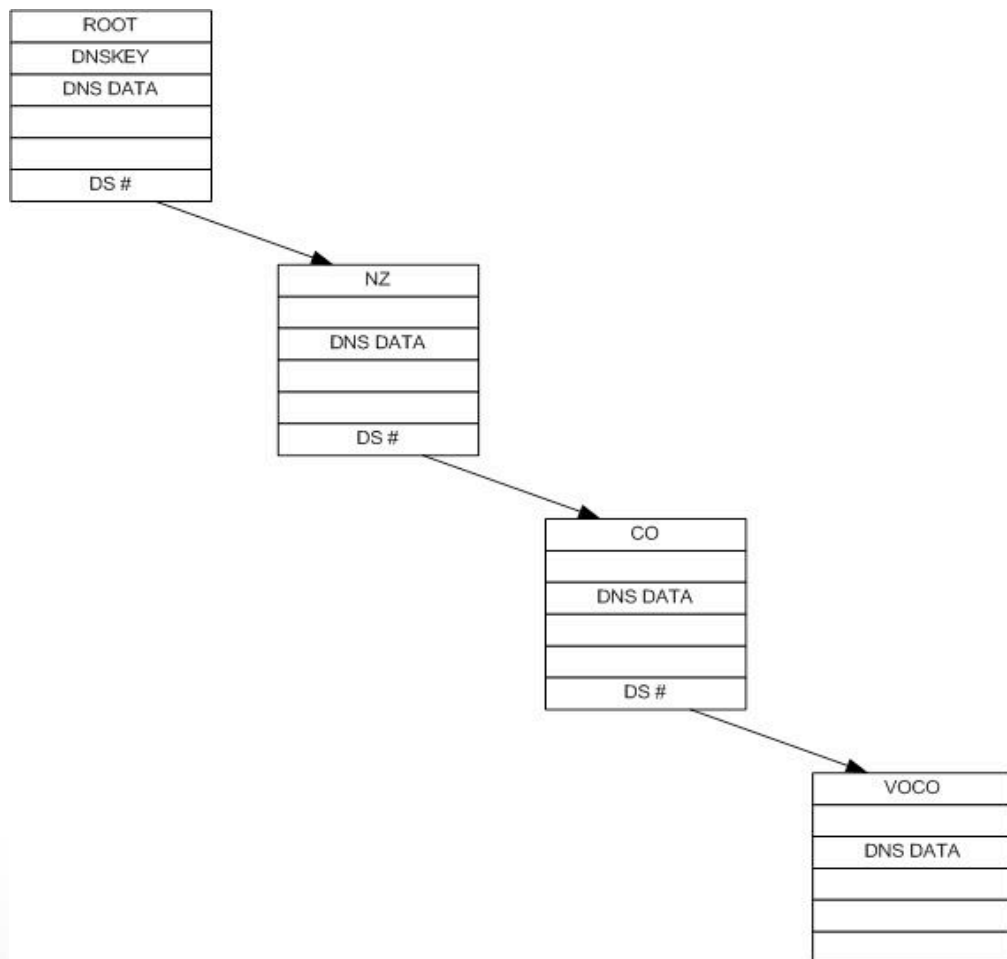 ROOT
DNSKEY
DNS DATA
DS #
NZ
DNS DATA
DS #
CO
DNS DATA
DS #
VOCO
DNS DATA